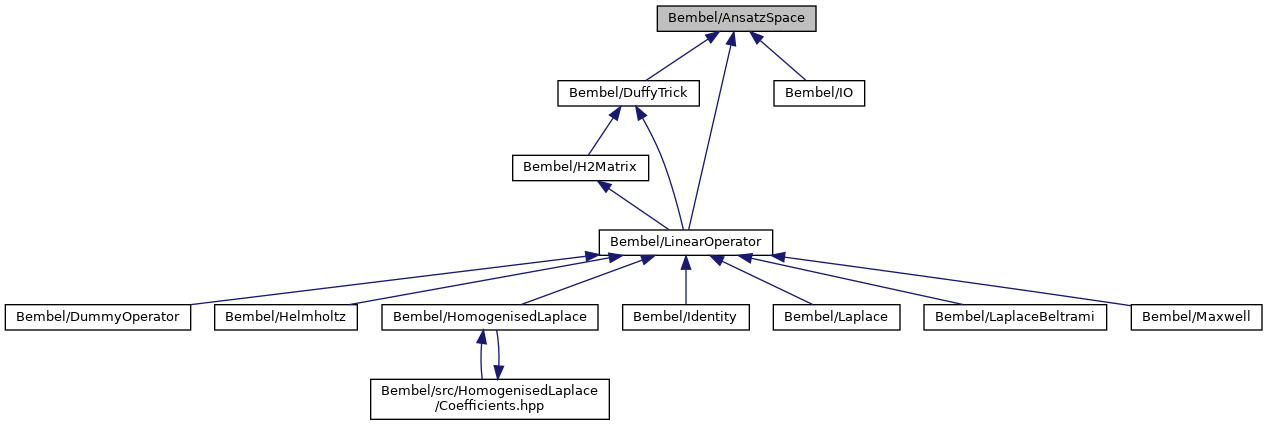 Bembel/AnsatzSpace
Bembel/DuffyTrick
Bembel/IO
Bembel/H2Matrix
Bembel/LinearOperator
Bembel/DummyOperator
Bembel/Helmholtz
Bembel/HomogenisedLaplace
Bembel/Identity
Bembel/Laplace
Bembel/LaplaceBeltrami
Bembel/Maxwell
Bembel/src/HomogenisedLaplace
/Coefficients.hpp